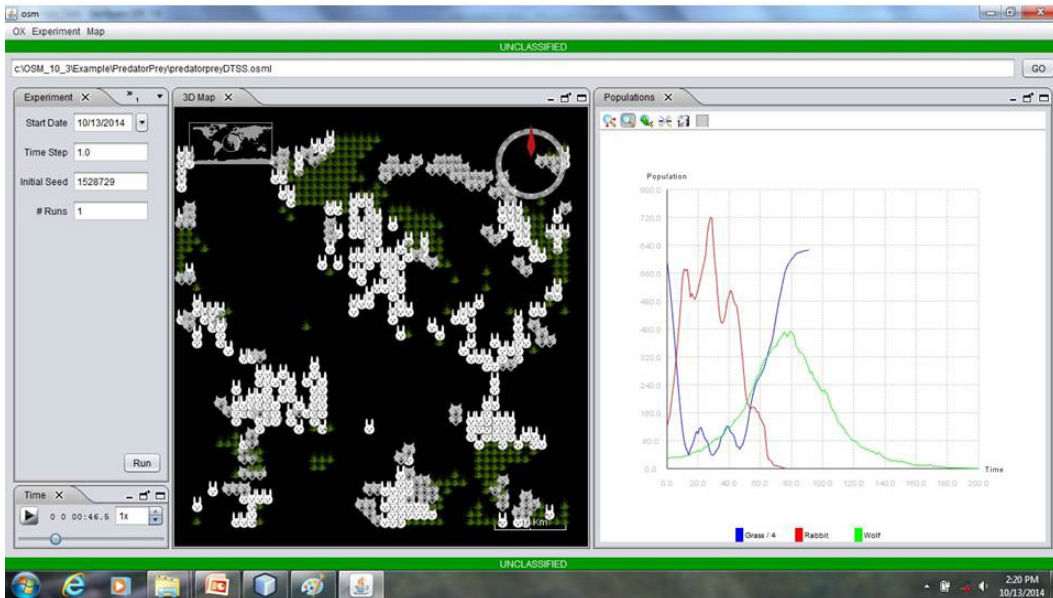 osm
OX Experiment Map
UNCLASSIFIED
c:\OSM_10_3\Example\PredatorPrey\predatorpreyDTSS.osml
GO
Experiment
1
Start Date 10/13/2014
Time Step 1.0
Initial Seed 1528729
# Runs 1
Run
Time
0 0 00:46.5 1x
3D Map
Km
Populations
Population
800.0
720.0
640.0
560.0
480.0
400.0
320.0
240.0
160.0
80.0
0.0
Time
0.0 20.0 40.0 60.0 80.0 100.0 120.0 140.0 160.0 180.0 200.0
Grass / 4 Rabbit Wolf
UNCLASSIFIED
2:20 PM
10/13/2014